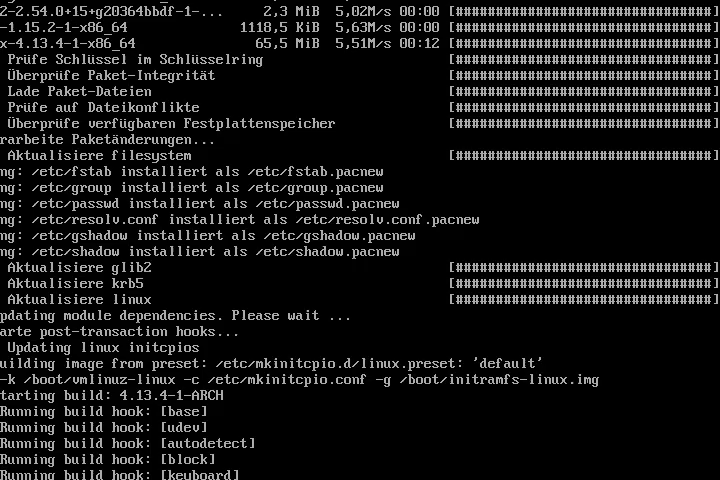 2-2.54.0+15+g20364bbdf-1-... 2,3 MiB 5,02M/s 00:00 [################################]
-1.15.2-1-x86_64 1118,5 KiB 5,63M/s 00:00 [################################]
x-4.13.4-1-x86_64 65,5 MiB 5,51M/s 00:12 [################################]
Prüfe Schlüssel im Schlüsselring [################################]
Überprüfe Paket-Integrität [################################]
Lade Paket-Dateien [################################]
Prüfe auf Dateikonflikte [################################]
Überprüfe verfügbaren Festplattenspeicher [################################]
rarbeite Paketänderungen...
Aktualisiere filesystem [################################]
ng: /etc/fstab installiert als /etc/fstab.pacnew
ng: /etc/group installiert als /etc/group.pacnew
ng: /etc/passwd installiert als /etc/passwd.pacnew
ng: /etc/resolv.conf installiert als /etc/resolv.conf.pacnew
ng: /etc/gshadow installiert als /etc/gshadow.pacnew
ng: /etc/shadow installiert als /etc/shadow.pacnew
Aktualisiere glib2 [################################]
Aktualisiere krb5 [################################]
Aktualisiere linux [################################]
pdating module dependencies. Please wait ...
arte post-transaction hooks...
Updating linux initcpios
uilding image from preset: /etc/mkinitcpio.d/linux.preset: 'default'
-k /boot/vmlinuz-linux -c /etc/mkinitcpio.conf -g /boot/initramfs-linux.img
tarting build: 4.13.4-1-ARCH
Running build hook: [base]
Running build hook: [udev]
Running build hook: [autodetect]
Running build hook: [block]
Running build hook: [keyboard]